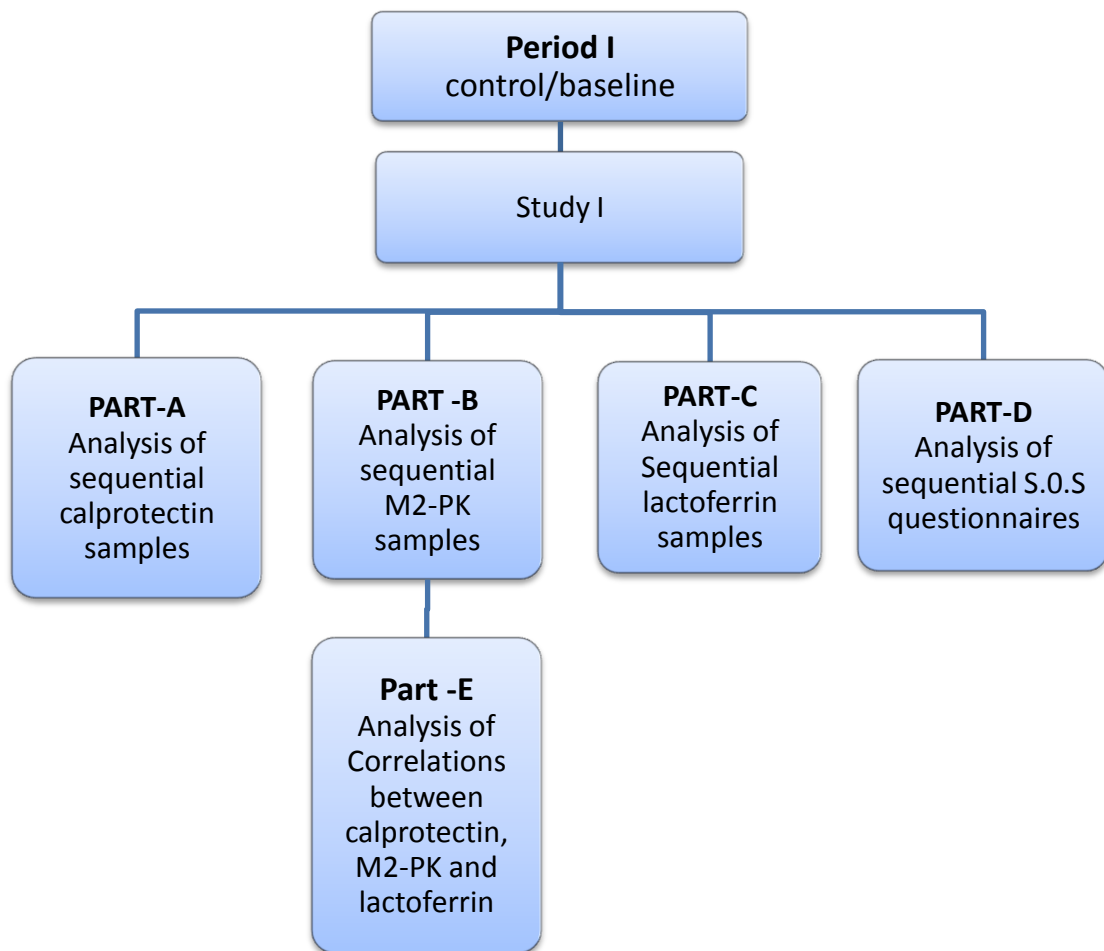 Period I
control/baseline
Study I
PART-A
Analysis of
sequential
calprotectin
samples
PART -B
Analysis of
sequential
M2-PK
samples
PART-C
Analysis of
Sequential
lactoferrin
samples
PART-D
Analysis of
sequential S.0.S
questionnaires
Part -E
Analysis of
Correlations
between
calprotectin,
M2-PK and
lactoferrin